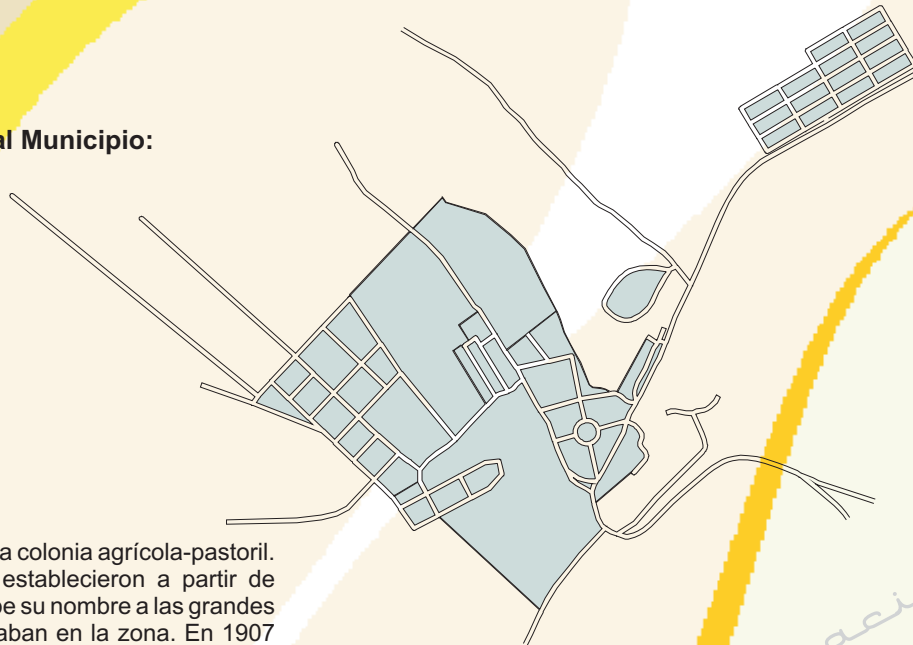 al Municipio:
a colonia agrícola-pastoril.
establecieron a partir de
be su nombre a las grandes
aban en la zona. En 1907
aci